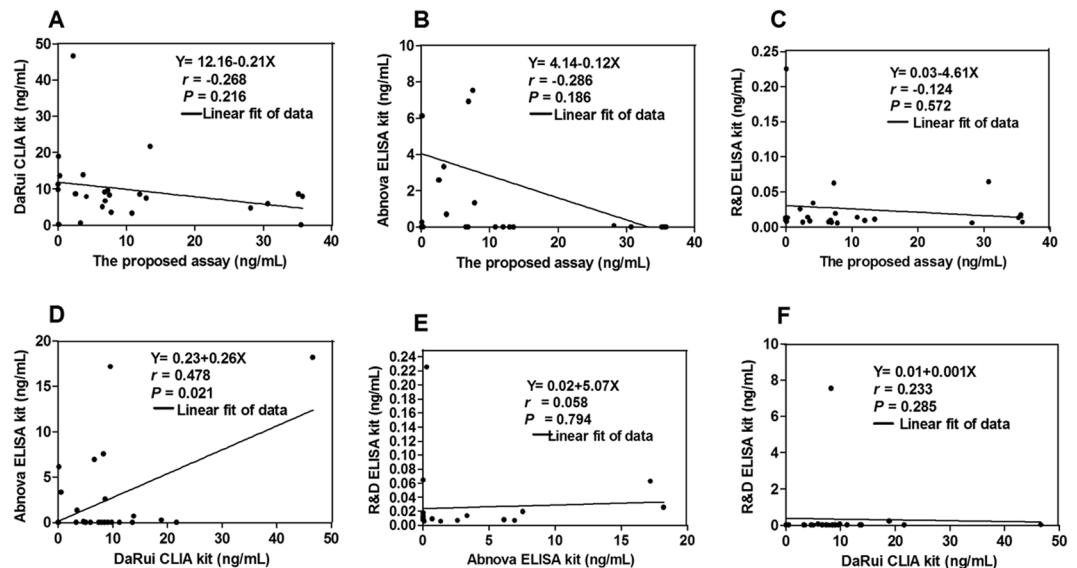 A
DaRui CLIA kit (ng/mL)
50
40
30
20
10
0
Y= 12.16-0.21X
r = -0.268
P = 0.216
Linear fit of data
0 10 20 30 40
The proposed assay (ng/mL)
B
Abnova ELISA kit (ng/mL)
10
8
6
4
2
0
Y= 4.14-0.12X
r = -0.286
P = 0.186
Linear fit of data
0 10 20 30 40
The proposed assay (ng/mL)
C
R&D ELISA kit (ng/mL)
0.25
0.20
0.15
0.10
0.05
0.00
Y= 0.03-4.61X
r = -0.124
P = 0.572
Linear fit of data
0 10 20 30 40
The proposed assay (ng/mL)
D
Abnova ELISA kit (ng/mL)
20
15
10
5
0
Y= 0.23+0.26X
r = 0.478
P = 0.021
Linear fit of data
0 10 20 30 40 50
DaRui CLIA kit (ng/mL)
E
R&D ELISA kit (ng/mL)
0.24
0.22
0.20
0.18
0.16
0.14
0.12
0.10
0.08
0.06
0.04
0.02
0.00
Y= 0.02+5.07X
r = 0.058
P = 0.794
Linear fit of data
0 5 10 15 20
Abnova ELISA kit (ng/mL)
F
R&D ELISA kit (ng/mL)
10
8
6
4
2
0
Y= 0.01+0.001X
r = 0.233
P = 0.285
Linear fit of data
0 10 20 30 40 50
DaRui CLIA kit (ng/mL)